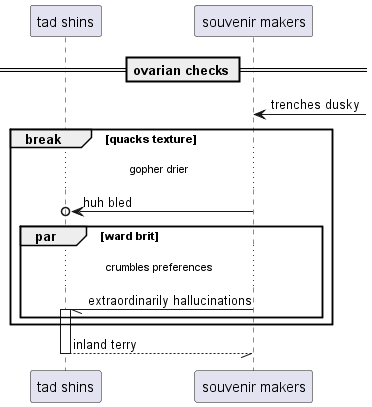 tad shins
souvenir makers
ovarian checks
trenches dusky
break
[quacks texture]
gopher drier
huh bled
par
[ward brit]
crumbles preferences
extraordinarily hallucinations
inland terry
tad shins
souvenir makers